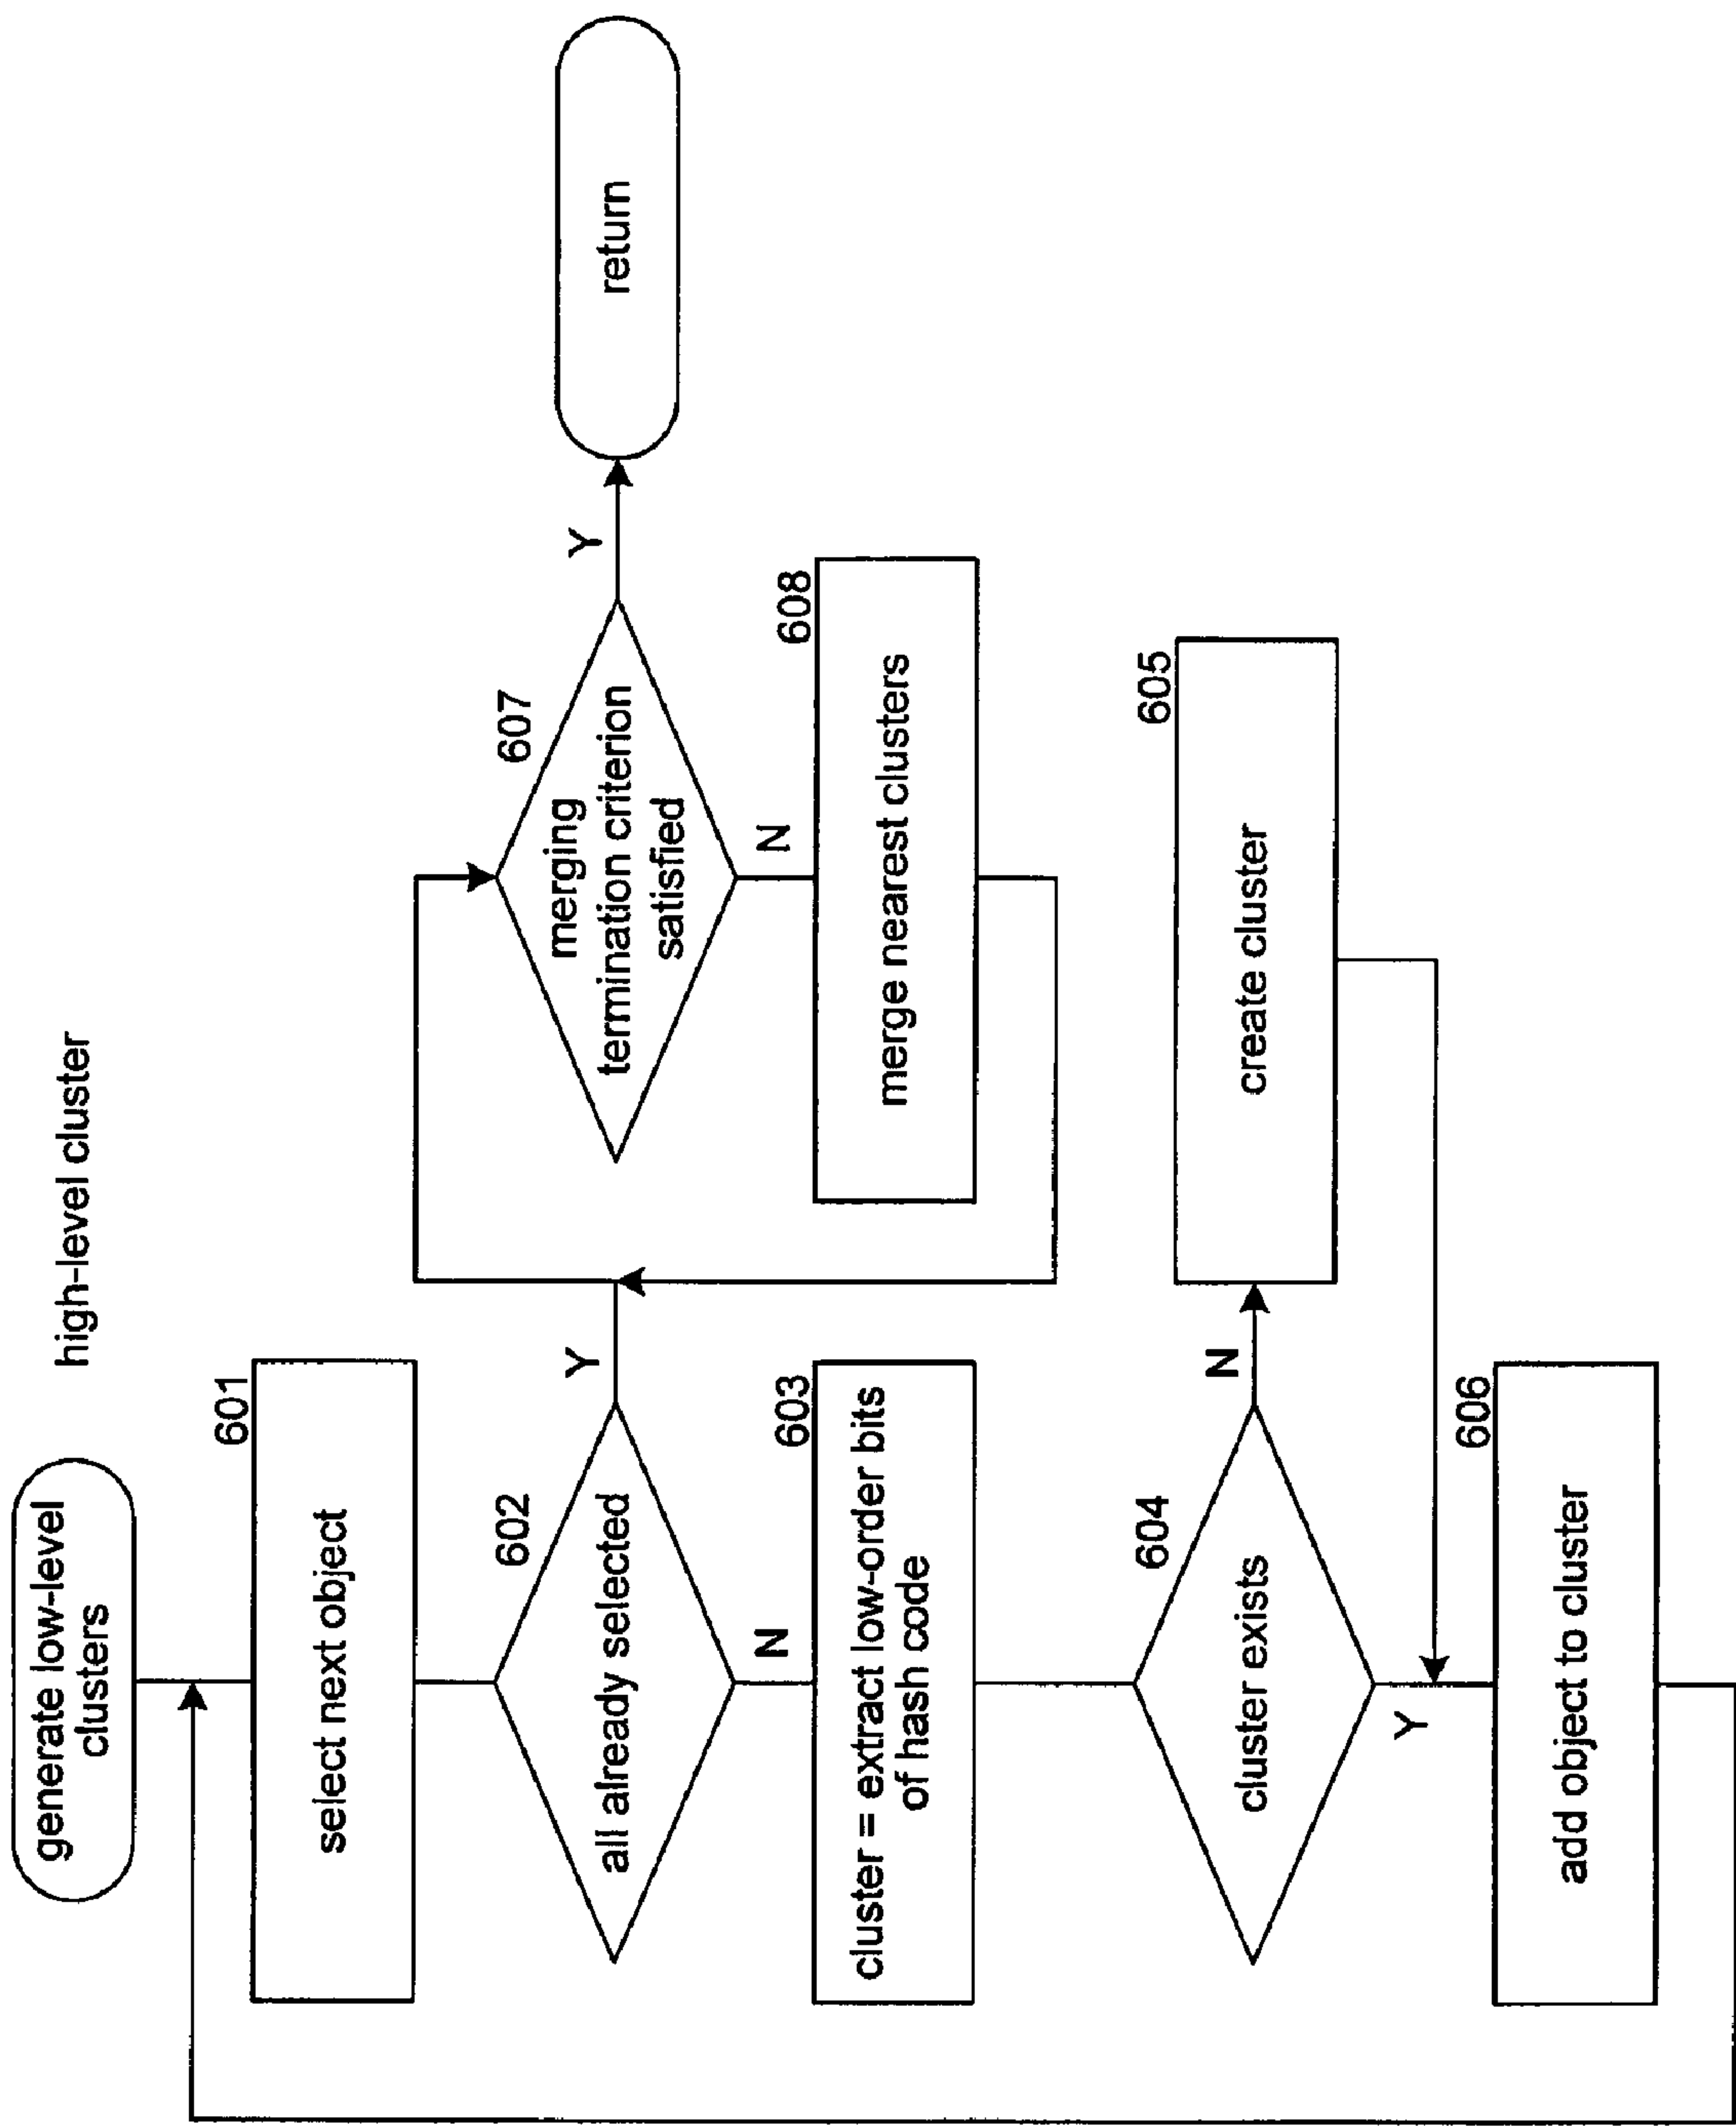 generate low-level
clusters
high-level cluster
601
select next object
602
all already selected
Y
N
603
cluster = extract low-order bits
of hash code
604
cluster exists
N
Y
605
create cluster
606
add object to cluster
607
merging
termination criterion
satisfied
Y
N
608
merge nearest clusters
return